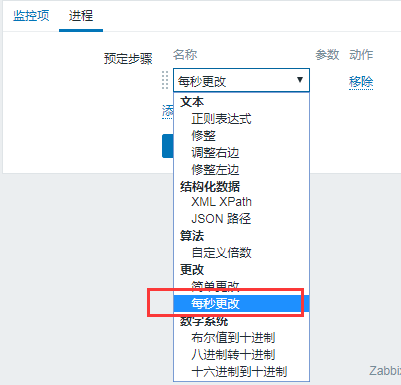 监控项 进程
预定步骤 名称 参数 动作
每秒更改 移除
文本
正则表达式
修整
调整右边
修整左边
结构化数据
XML XPath
JSON 路径
算法
自定义倍数
更改
简单更改
每秒更改
数字系统
布尔值到十进制
八进制转十进制
十六进制到十进制